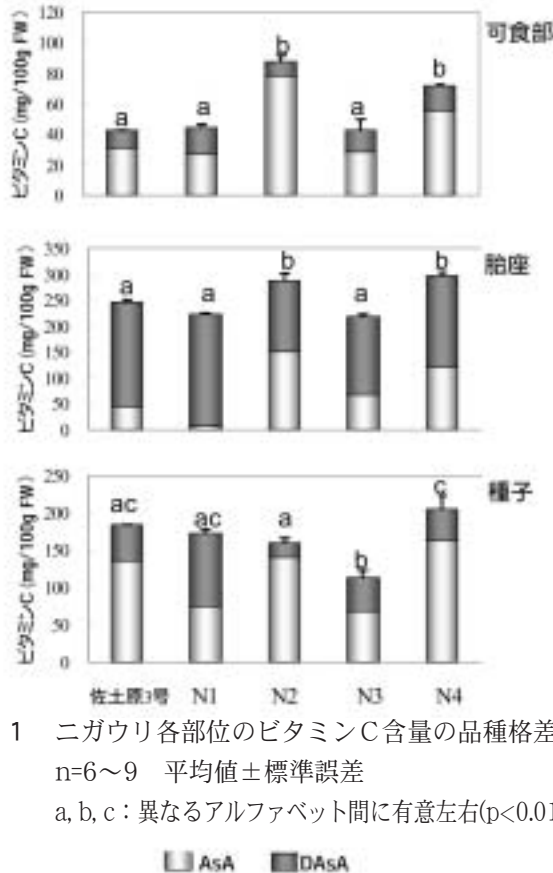 ビタミンC (mg/100g FW)
120
100
80
60
40
20
0
a
a
b
a
b
可食部
ビタミンC (mg/100g FW)
350
300
250
200
150
100
50
0
a
a
b
a
b
胎座
ビタミンC (mg/100g FW)
250
200
150
100
50
0
ac
ac
a
b
c
種子
佐土原3号 N1 N2 N3 N4
1 ニガウリ各部位のビタミンC含量の品種格差
n=6～9 平均値±標準誤差
a, b, c：異なるアルファベット間に有意左右(p<0.01
AsA DAsA